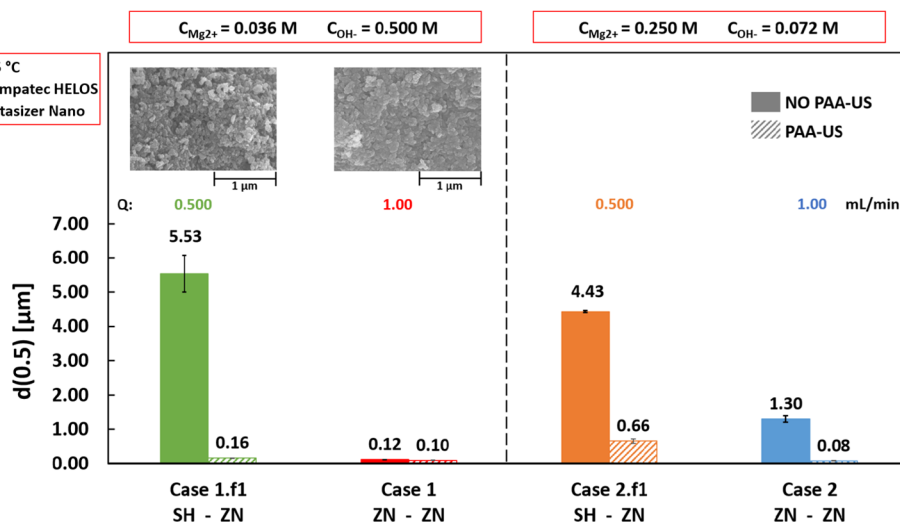 C_Mg2+ = 0.036 M C_OH- = 0.500 M
C_Mg2+ = 0.250 M C_OH- = 0.072 M
°C
mpatec HELOS
tasizer Nano
NO PAA-US
PAA-US
1 µm
1 µm
Q: 0.500 1.00 0.500 1.00 mL/min
d(0.5) [µm]
7.00
6.00
5.00
4.00
3.00
2.00
1.00
0.00
5.53
0.16
0.12
0.10
4.43
0.66
1.30
0.08
Case 1.f1
SH - ZN
Case 1
ZN - ZN
Case 2.f1
SH - ZN
Case 2
ZN - ZN